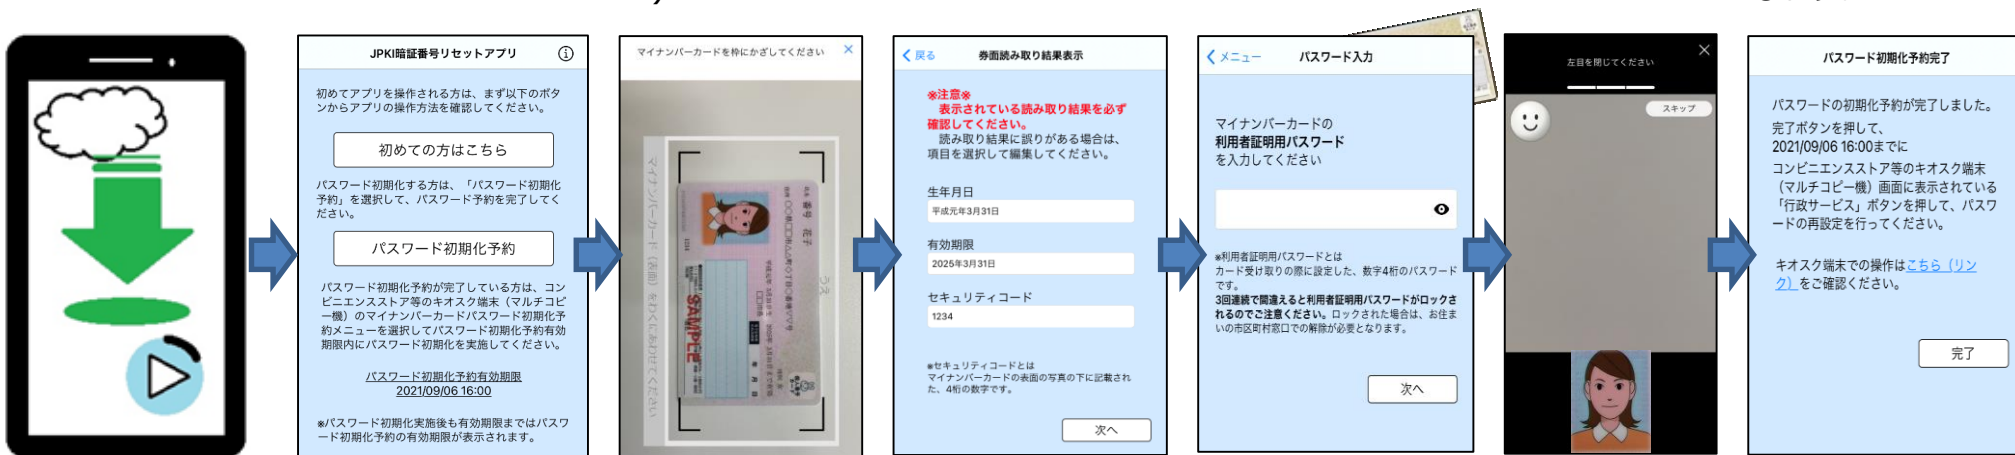 JPKI暗証番号リセットアプリ
初めてアプリを操作される方は、まず以下のボタ
ンからアプリの操作方法を確認してください。
初めての方はこちら
パスワード初期化する方は、「パスワード初期化
予約」を選択して、パスワード予約を完了してく
ださい。
パスワード初期化予約
パスワード初期化予約が完了している方は、コン
ビニエンスストア等のキオスク端末（マルチコピ
ー機）のマイナンバーカードパスワード初期化予
約メニューを選択してパスワード初期化予約有効
期限内にパスワード初期化を実施してください。
パスワード初期化予約有効期限
2021/09/06 16:00
※パスワード初期化実施後も有効期限まではパスワ
ード初期化予約の有効期限が表示されます。
マイナンバーカードを枠にかざしてください
マイナンバーカード（表面）をわくにあわせてください
うえ
番号 花子
SAMPLE
戻る
券面読み取り結果表示
※注意※
表示されている読み取り結果を必ず
確認してください。
読み取り結果に誤りがある場合は、
項目を選択して編集してください。
生年月日
平成元年3月31日
有効期限
2025年3月31日
セキュリティコード
1234
※セキュリティコードとは
マイナンバーカードの表面の写真の下に記載され
た、4桁の数字です。
次へ
メニュー
パスワード入力
マイナンバーカードの
利用者証明用パスワード
を入力してください
※利用者証明用パスワードとは
カード受け取りの際に設定した、数字4桁のパスワード
です。
3回連続で間違えると利用者証明用パスワードがロックさ
れるのでご注意ください。ロックされた場合は、お住ま
いの市区町村窓口での解除が必要となります。
次へ
左目を閉じてください
スキップ
パスワード初期化予約完了
パスワードの初期化予約が完了しました。
完了ボタンを押して、
2021/09/06 16:00までに
コンビニエンスストア等のキオスク端末
（マルチコピー機）画面に表示されている
「行政サービス」ボタンを押して、パスワ
ードの再設定を行ってください。
キオスク端末での操作はこちら（リン
ク）をご確認ください。
完了